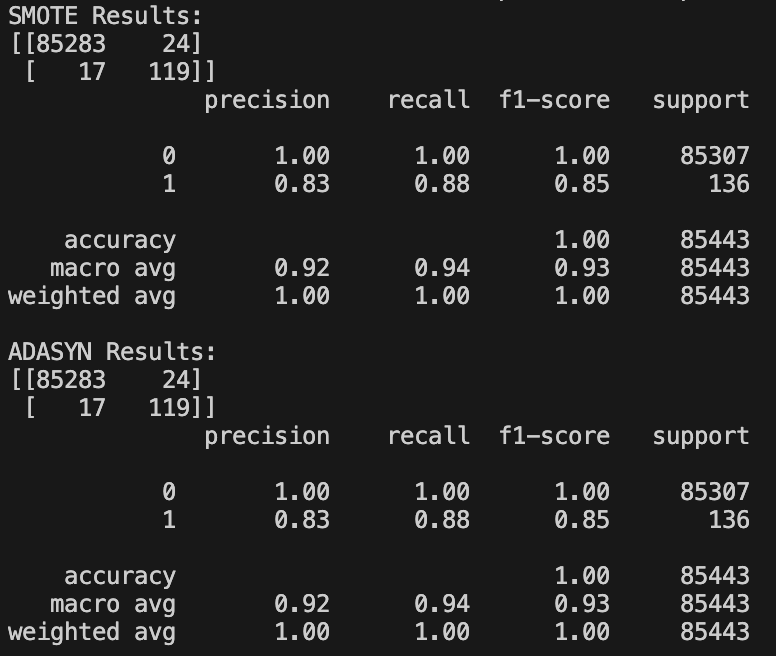 SMOTE Results:
[[85283    24]
 [   17   119]]
              precision    recall  f1-score   support

           0       1.00      1.00      1.00     85307
           1       0.83      0.88      0.85       136

    accuracy                           1.00     85443
   macro avg       0.92      0.94      0.93     85443
weighted avg       1.00      1.00      1.00     85443

ADASYN Results:
[[85283    24]
 [   17   119]]
              precision    recall  f1-score   support

           0       1.00      1.00      1.00     85307
           1       0.83      0.88      0.85       136

    accuracy                           1.00     85443
   macro avg       0.92      0.94      0.93     85443
weighted avg       1.00      1.00      1.00     85443